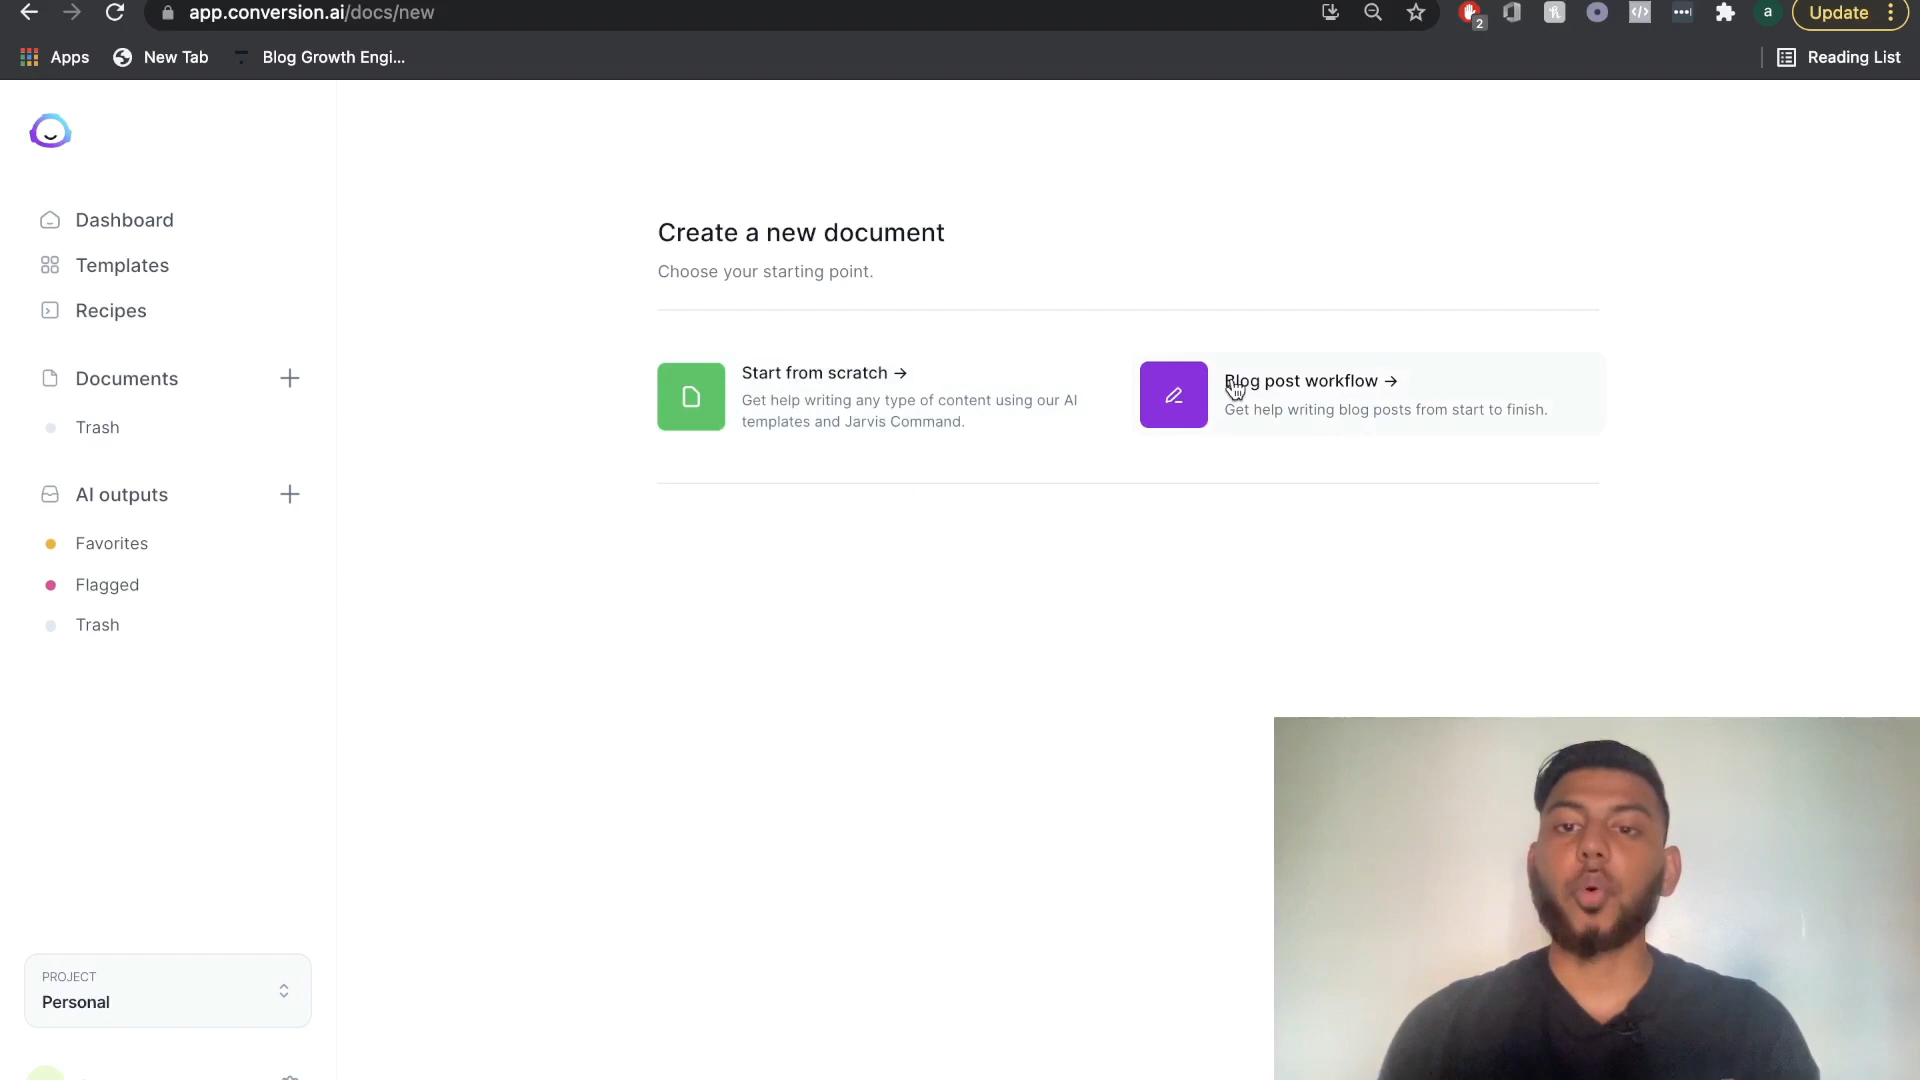 app.conversion.ai/docs/new
2
a
Update
Apps
New Tab
Blog Growth Engi...
Reading List
Dashboard
Templates
Recipes
Documents
Trash
AI outputs
Favorites
Flagged
Trash
PROJECT
Personal
Create a new document
Choose your starting point.
Start from scratch →
Get help writing any type of content using our AI
templates and Jarvis Command.
Blog post workflow →
Get help writing blog posts from start to finish.